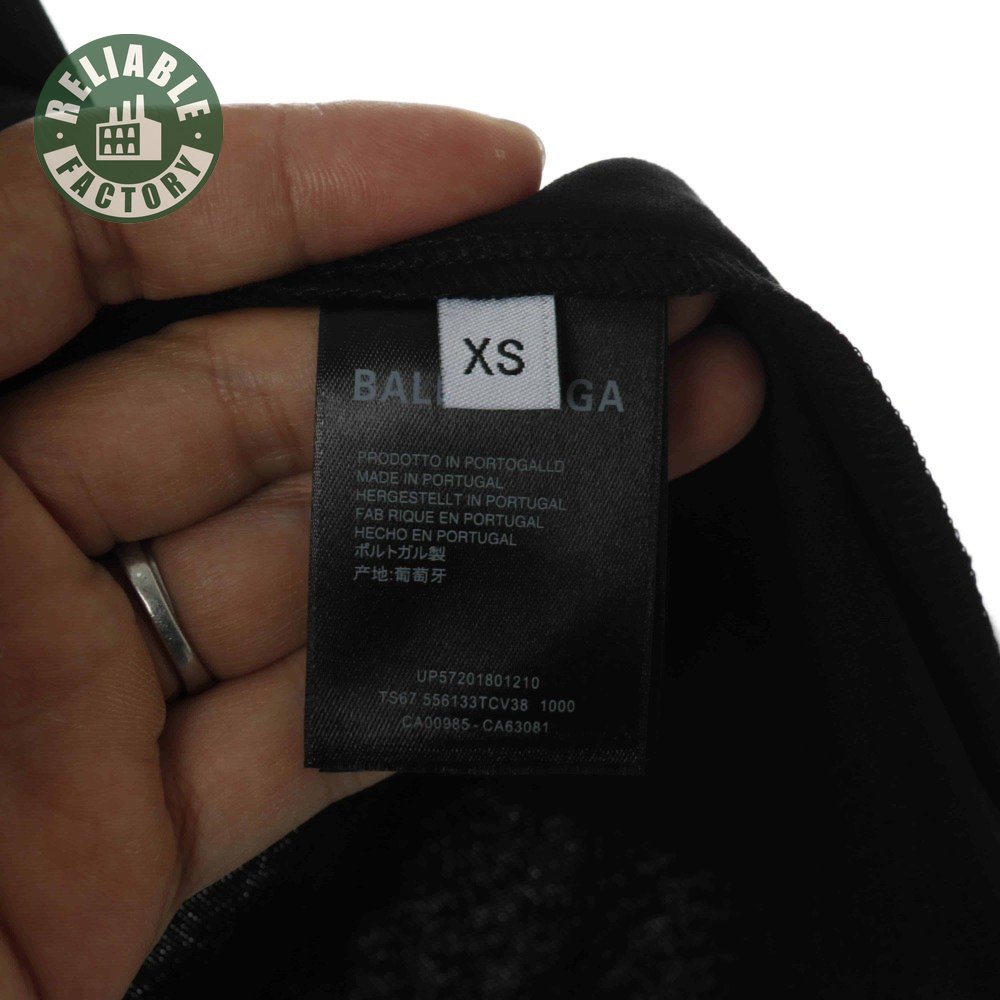 RELIABLE
FACTORY
XS
PRODOTTO IN PORTOGALLO
MADE IN PORTUGAL
HERGESTELLT IN PORTUGAL
FAB RIQUE EN PORTUGAL
HECHO EN PORTUGAL
ポルトガル製
产地:葡萄牙
UP57201801210
TS67 556133TCV38 1000
CA00985-CA63081